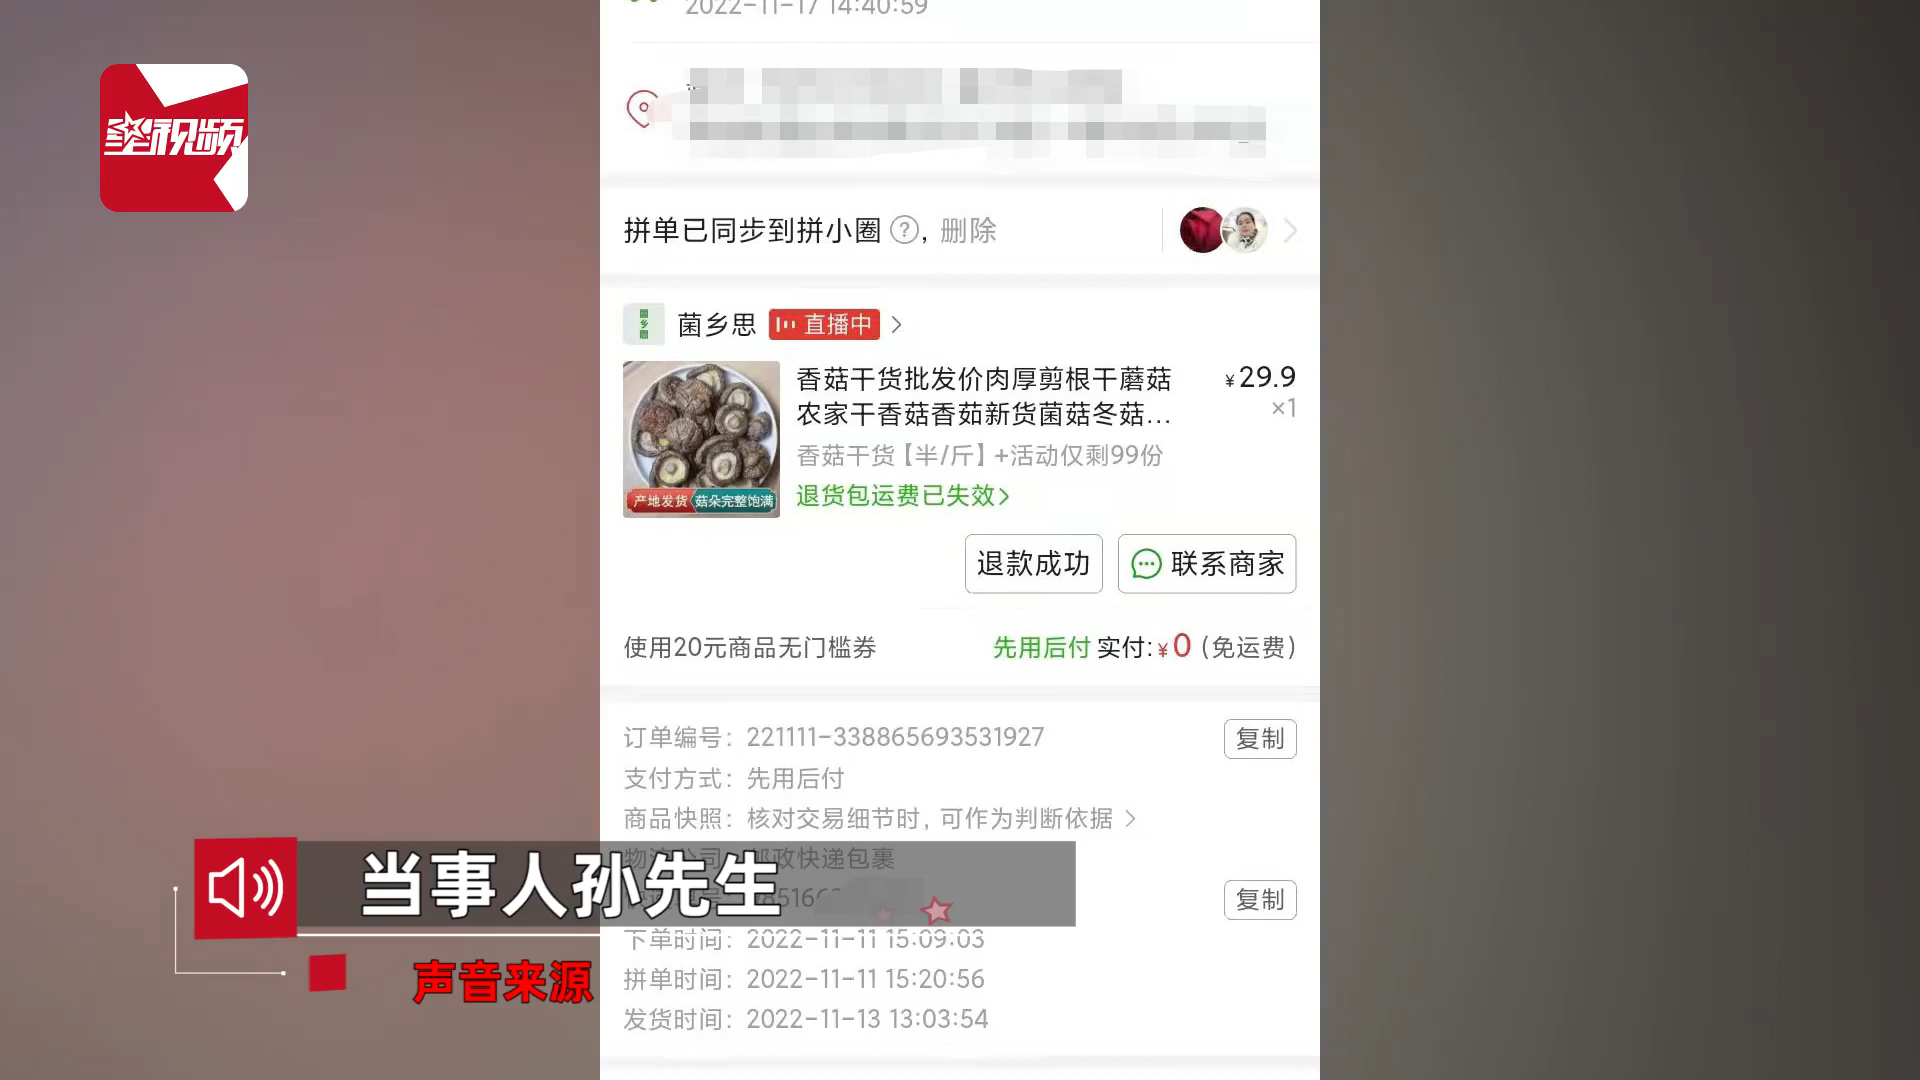 2022-11-17 14:40:59
星视频
拼单已同步到拼小圈?, 删除
菌乡思 直播中
香菇干货批发价肉厚剪根干蘑菇
农家干香菇香茹新货菌菇冬菇...
¥29.9
×1
香菇干货【半/斤】+活动仅剩99份
产地发货 菇朵完整饱满
退货包运费已失效
退款成功 联系商家
使用20元商品无门槛券 先用后付 实付:¥0 (免运费)
订单编号: 221111-338865693531927 复制
支付方式: 先用后付
商品快照: 核对交易细节时, 可作为判断依据
邮政快递包裹
当事人孙先生
复制
下单时间: 2022-11-11 15:09:03
拼单时间: 2022-11-11 15:20:56
声音来源
发货时间: 2022-11-13 13:03:54